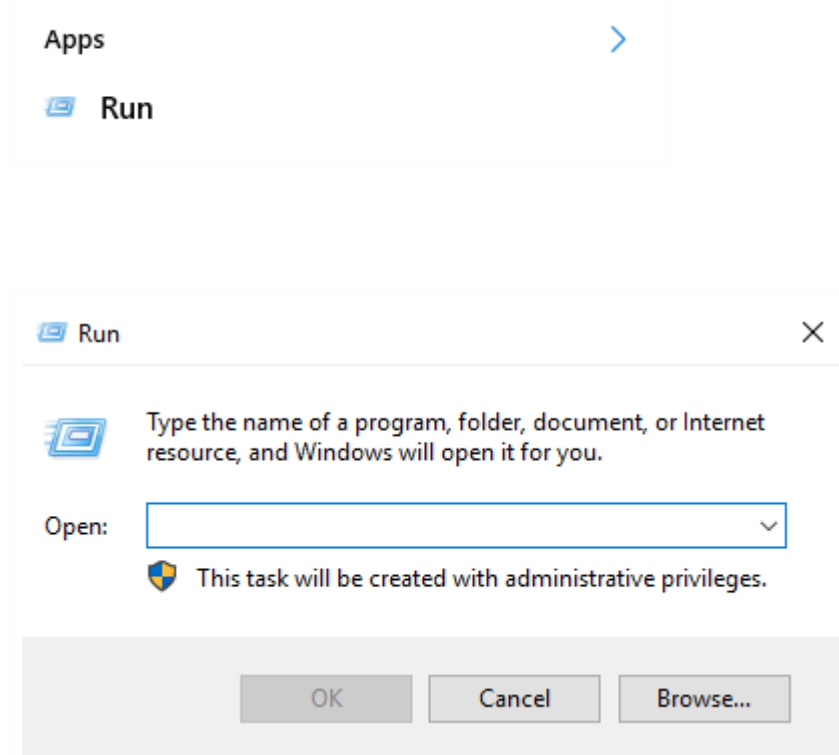 Apps
Run
Run
Type the name of a program, folder, document, or Internet
resource, and Windows will open it for you.
Open:
This task will be created with administrative privileges.
OK
Cancel
Browse...